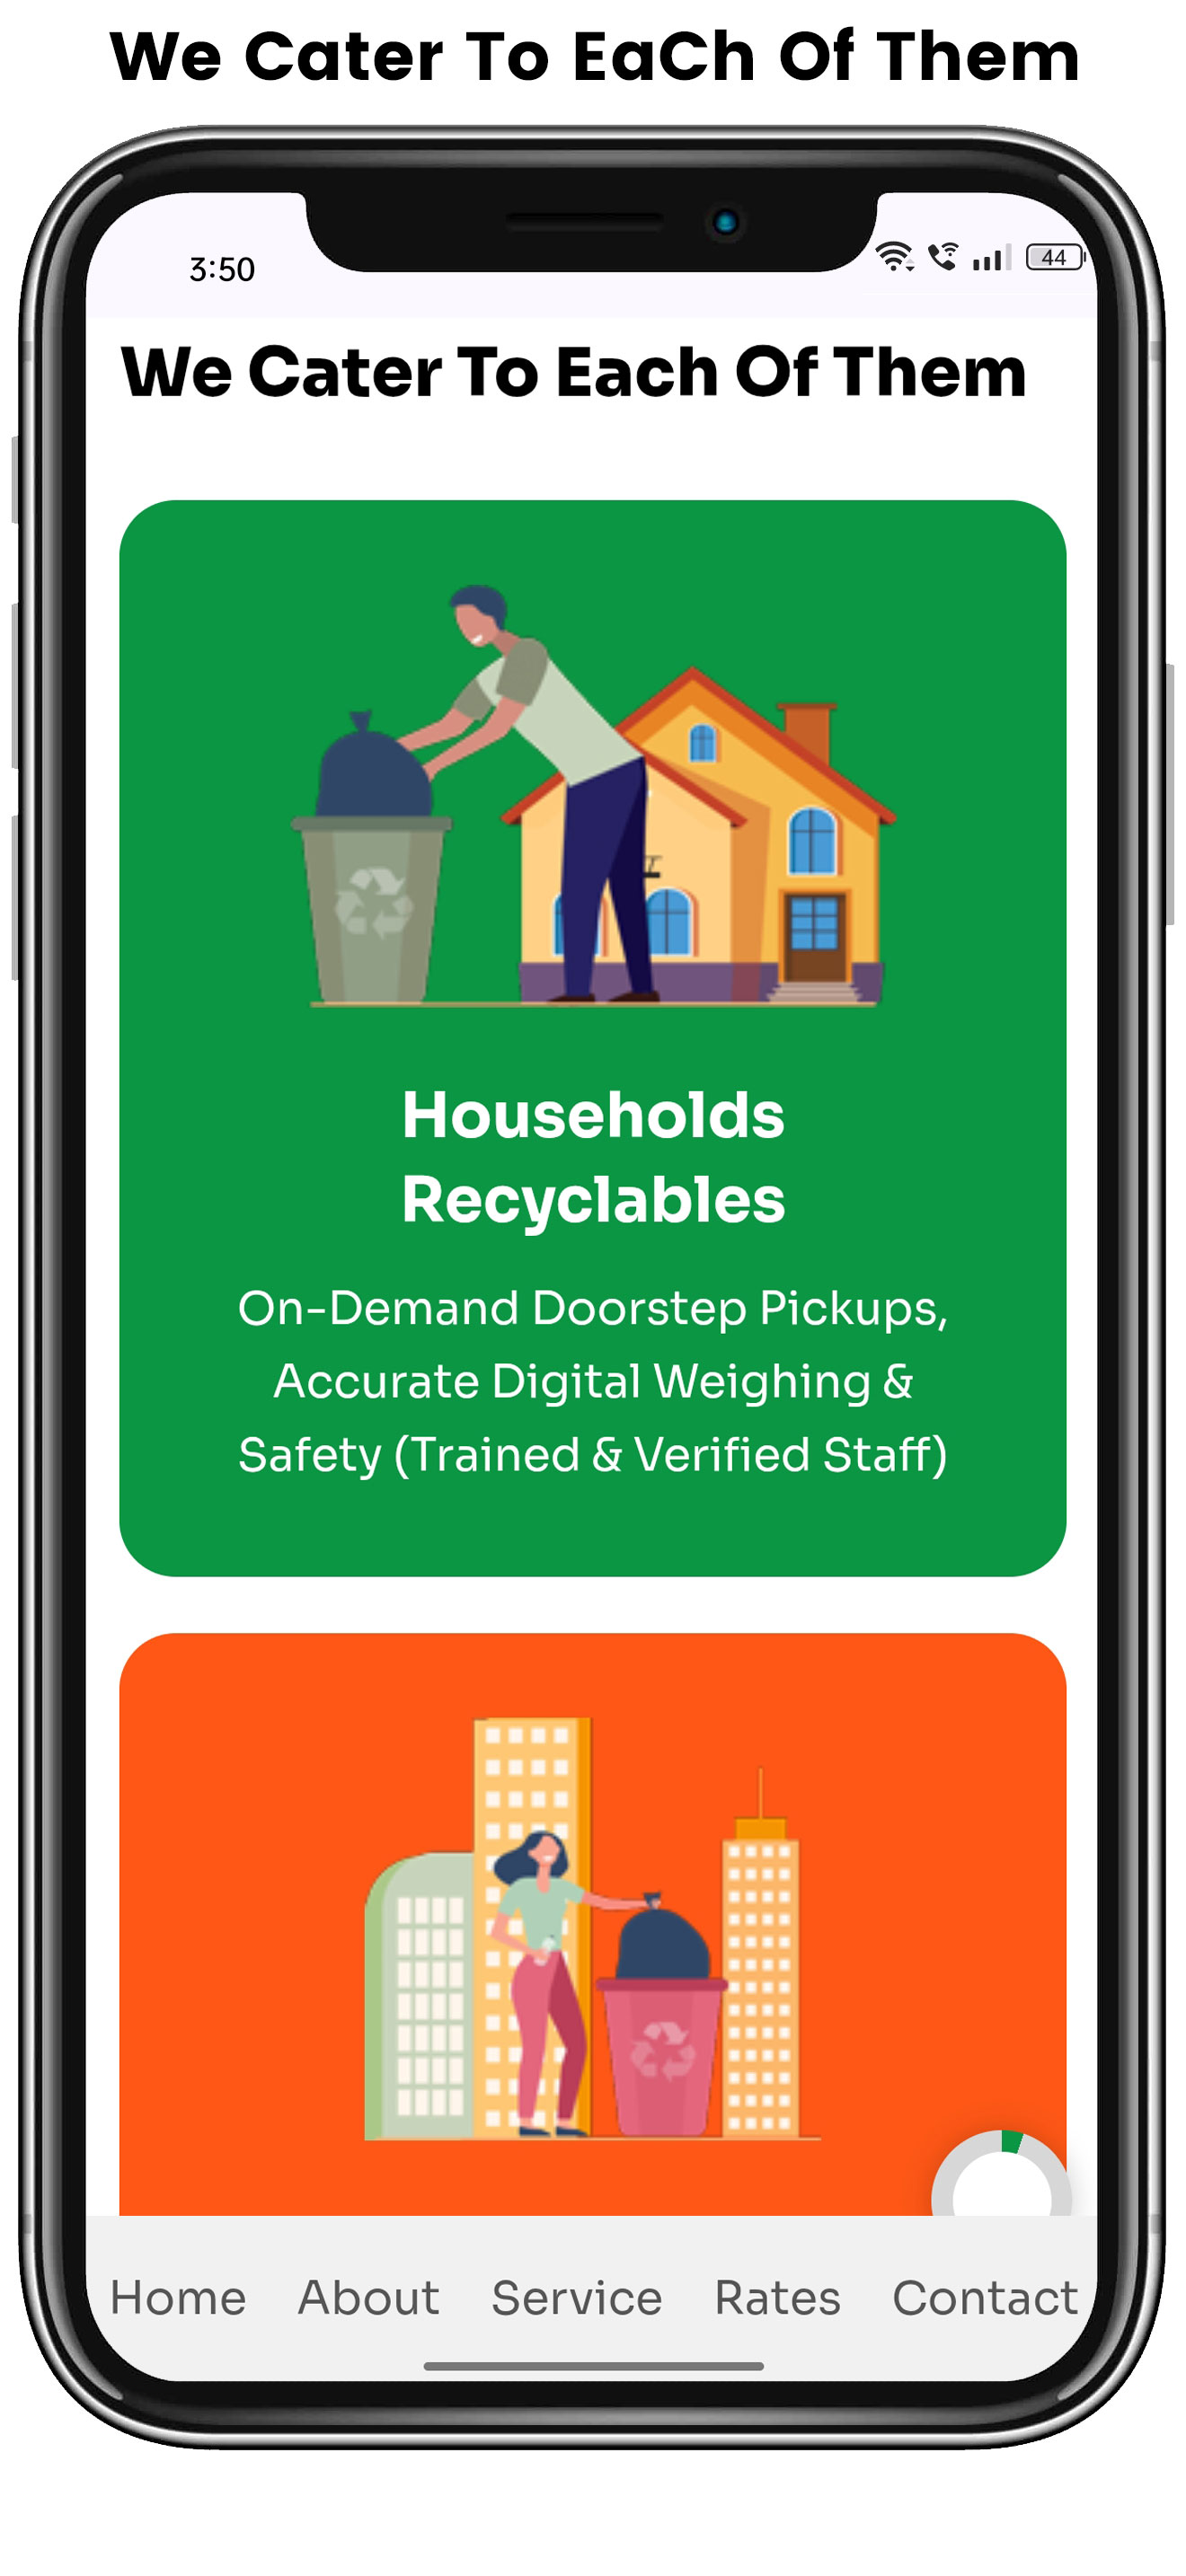 We Cater To EaCh Of Them
3:50
44
We Cater To Each Of Them
Households
Recyclables
On-Demand Doorstep Pickups,
Accurate Digital Weighing &
Safety (Trained & Verified Staff)
Home About Service Rates Contact